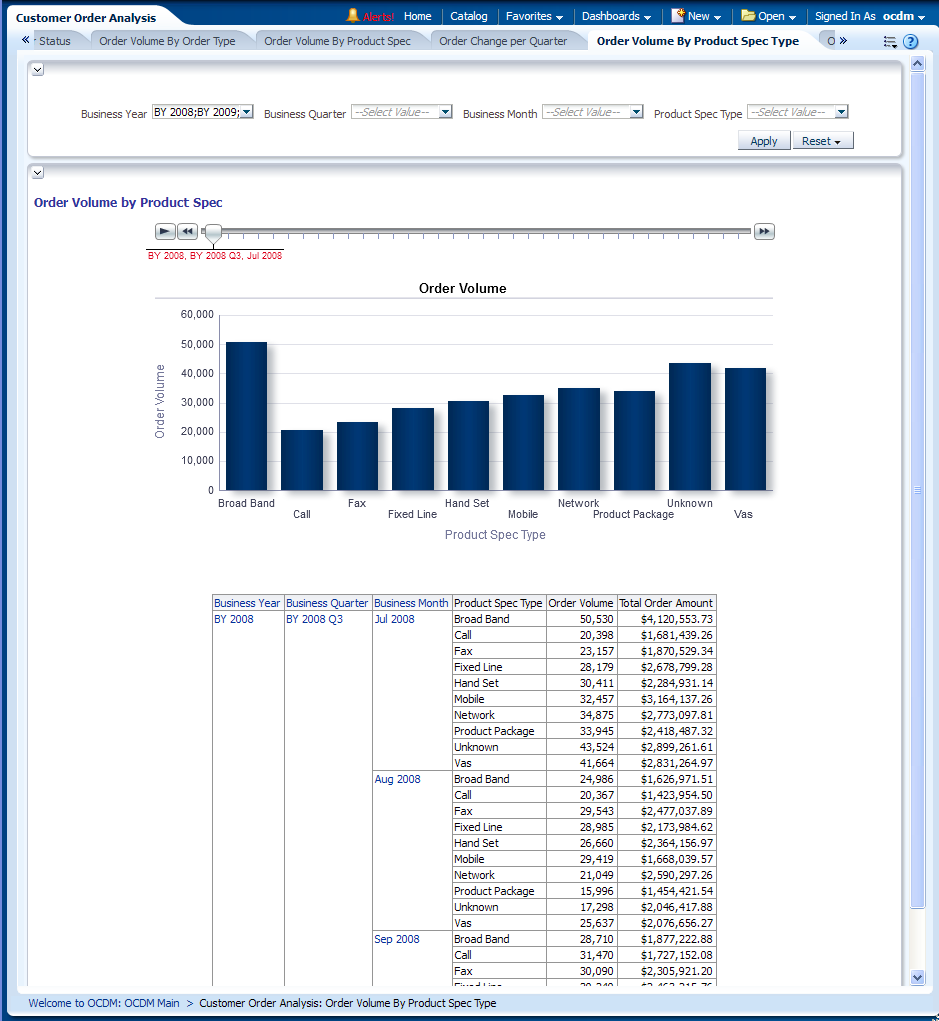 Customer Order Analysis
Alerts! Home Catalog Favorites Dashboards New Open Signed In As ocdm
r Status Order Volume By Order Type Order Volume By Product Spec Order Change per Quarter Order Volume By Product Spec Type O
Business Year BY 2008;BY 2009; Business Quarter --Select Value-- Business Month --Select Value-- Product Spec Type --Select Value--
Apply Reset
Order Volume by Product Spec
BY 2008, BY 2008 Q3, Jul 2008
Order Volume
60,000
50,000
40,000
30,000
20,000
10,000
0
Order Volume
Broad Band Fax Hand Set Network Unknown
Call Fixed Line Mobile Product Package Vas
Product Spec Type
Business Year Business Quarter Business Month Product Spec Type Order Volume Total Order Amount
BY 2008 BY 2008 Q3 Jul 2008 Broad Band 50,530 $4,120,553.73
Call 20,398 $1,681,439.26
Fax 23,157 $1,870,529.34
Fixed Line 28,179 $2,678,799.28
Hand Set 30,411 $2,284,931.14
Mobile 32,457 $3,164,137.26
Network 34,875 $2,773,097.81
Product Package 33,945 $2,418,487.32
Unknown 43,524 $2,899,261.61
Vas 41,664 $2,831,264.97
Aug 2008 Broad Band 24,986 $1,626,971.51
Call 20,367 $1,423,954.50
Fax 29,543 $2,477,037.89
Fixed Line 28,985 $2,173,984.62
Hand Set 26,660 $2,364,156.97
Mobile 29,419 $1,668,039.57
Network 21,049 $2,590,297.26
Product Package 15,996 $1,454,421.54
Unknown 17,298 $2,046,417.88
Vas 25,637 $2,076,656.27
Sep 2008 Broad Band 28,710 $1,877,222.88
Call 31,470 $1,727,152.08
Fax 30,090 $2,305,921.20
Fixed Line
Welcome to OCDM: OCDM Main > Customer Order Analysis: Order Volume By Product Spec Type